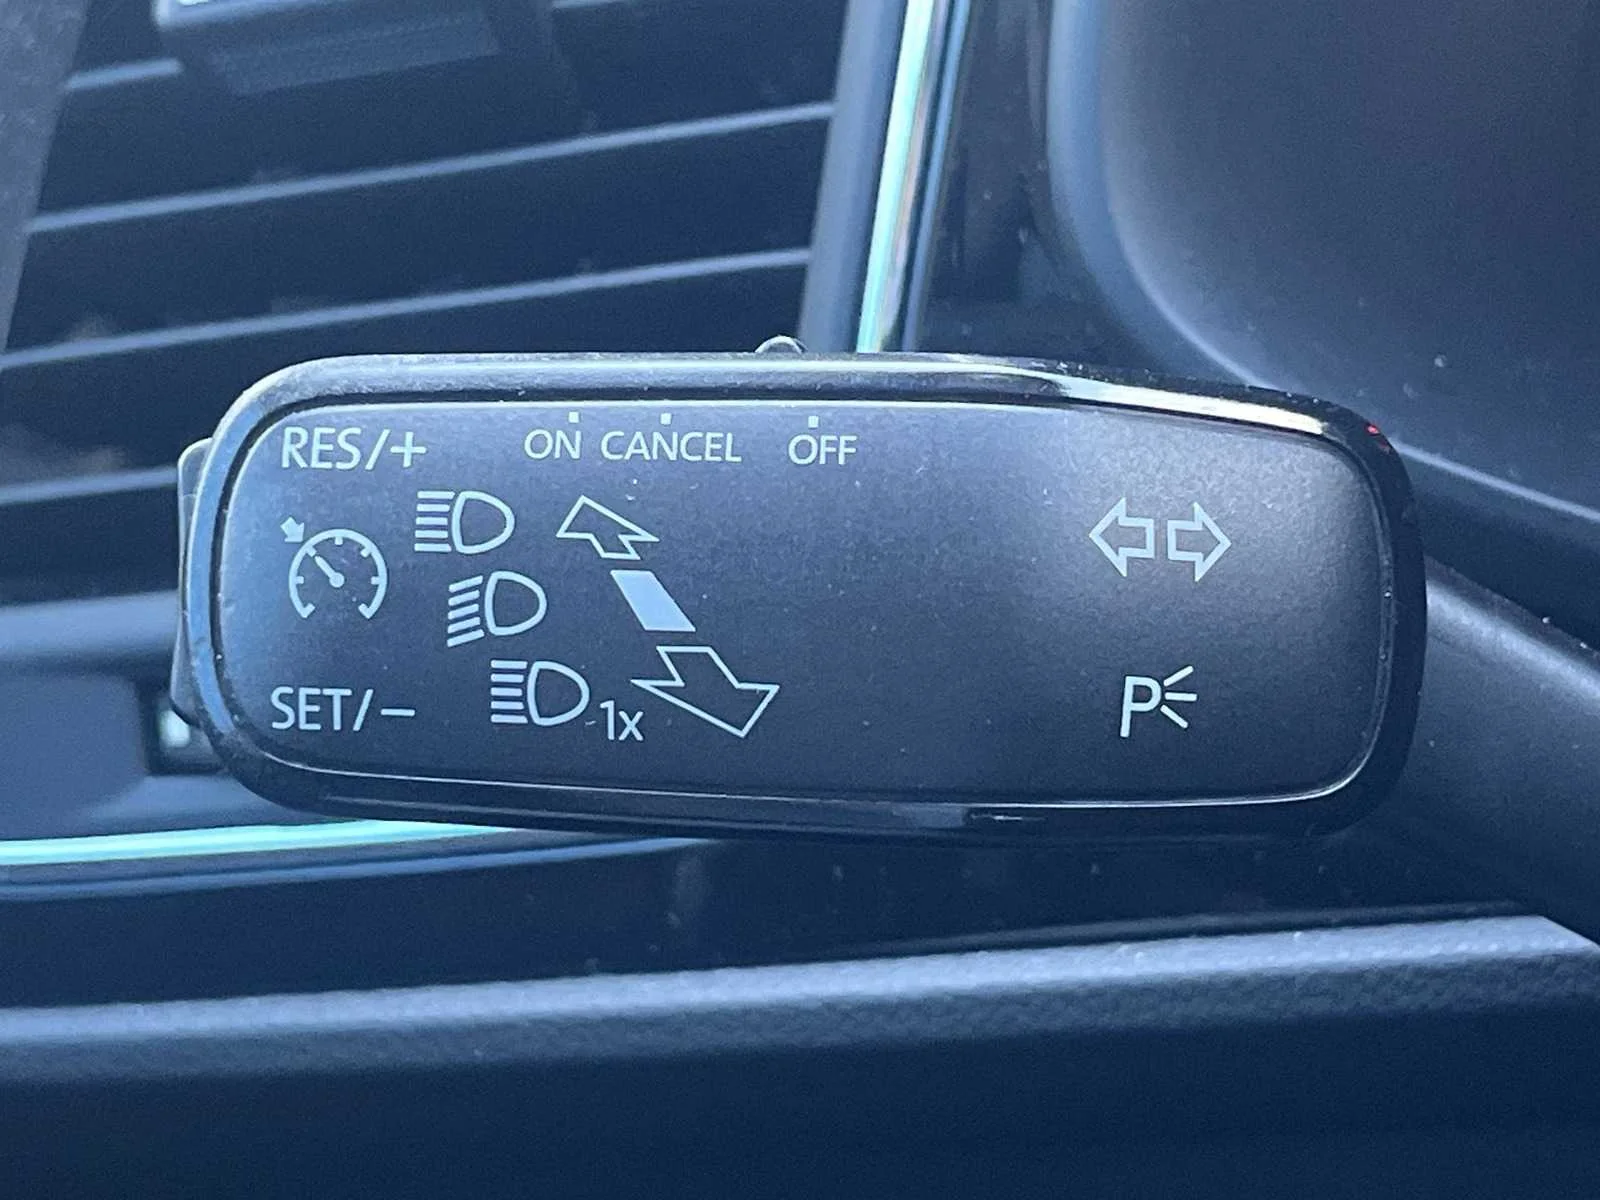 RES/+ ON CANCEL OFF
SET/− 1x P